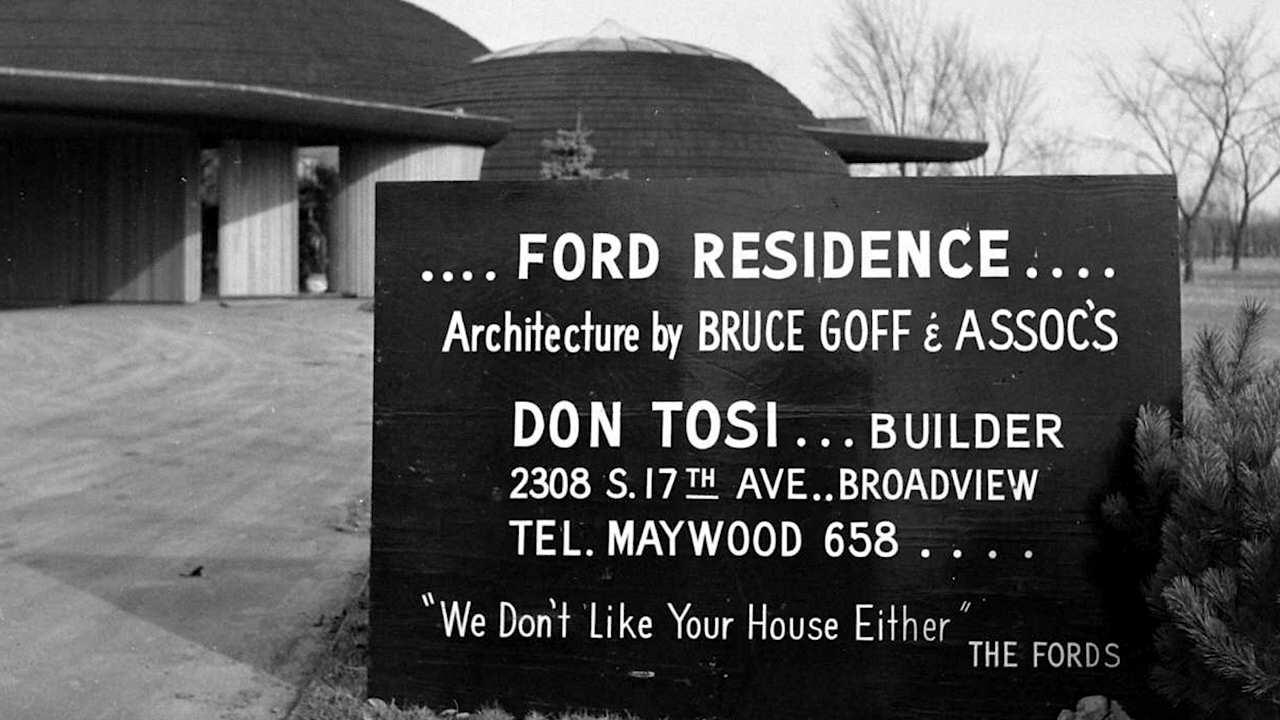 .... FORD RESIDENCE ....
Architecture by BRUCE GOFF & ASSOC'S
DON TOSI ... BUILDER
2308 S. 17TH AVE.. BROADVIEW
TEL. MAYWOOD 658 ....
"We Don't Like Your House Either"
THE FORDS